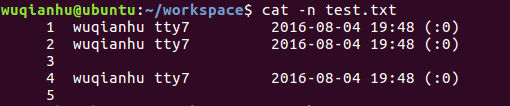 wuqianhu@ubuntu:~/workspace$ cat -n test.txt
1 wuqianhu tty7 2016-08-04 19:48 (:0)
2 wuqianhu tty7 2016-08-04 19:48 (:0)
3
4 wuqianhu tty7 2016-08-04 19:48 (:0)
5